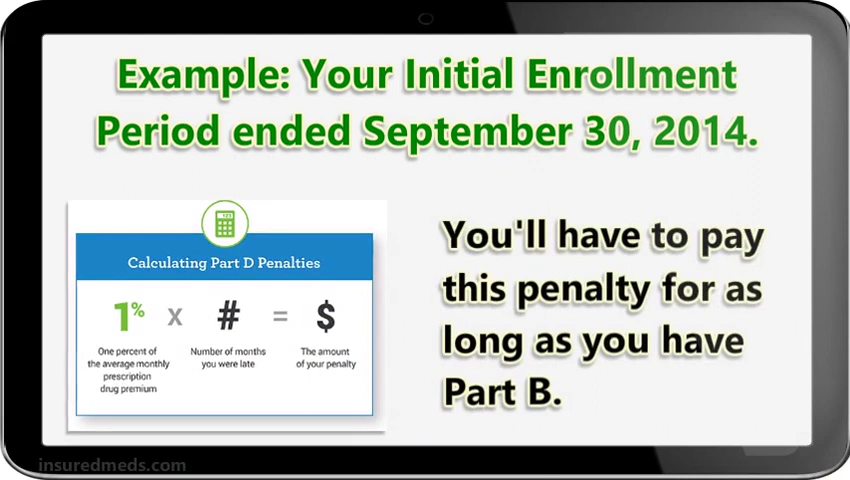 Example: Your Initial Enrollment
Period ended September 30, 2014.
Calculating Part D Penalties
1% x # = $
One percent of
the average monthly
prescription
drug premium
Number of months
you were late
The amount
of your penalty
You'll have to pay
this penalty for as
long as you have
Part B.
insuredmeds.com